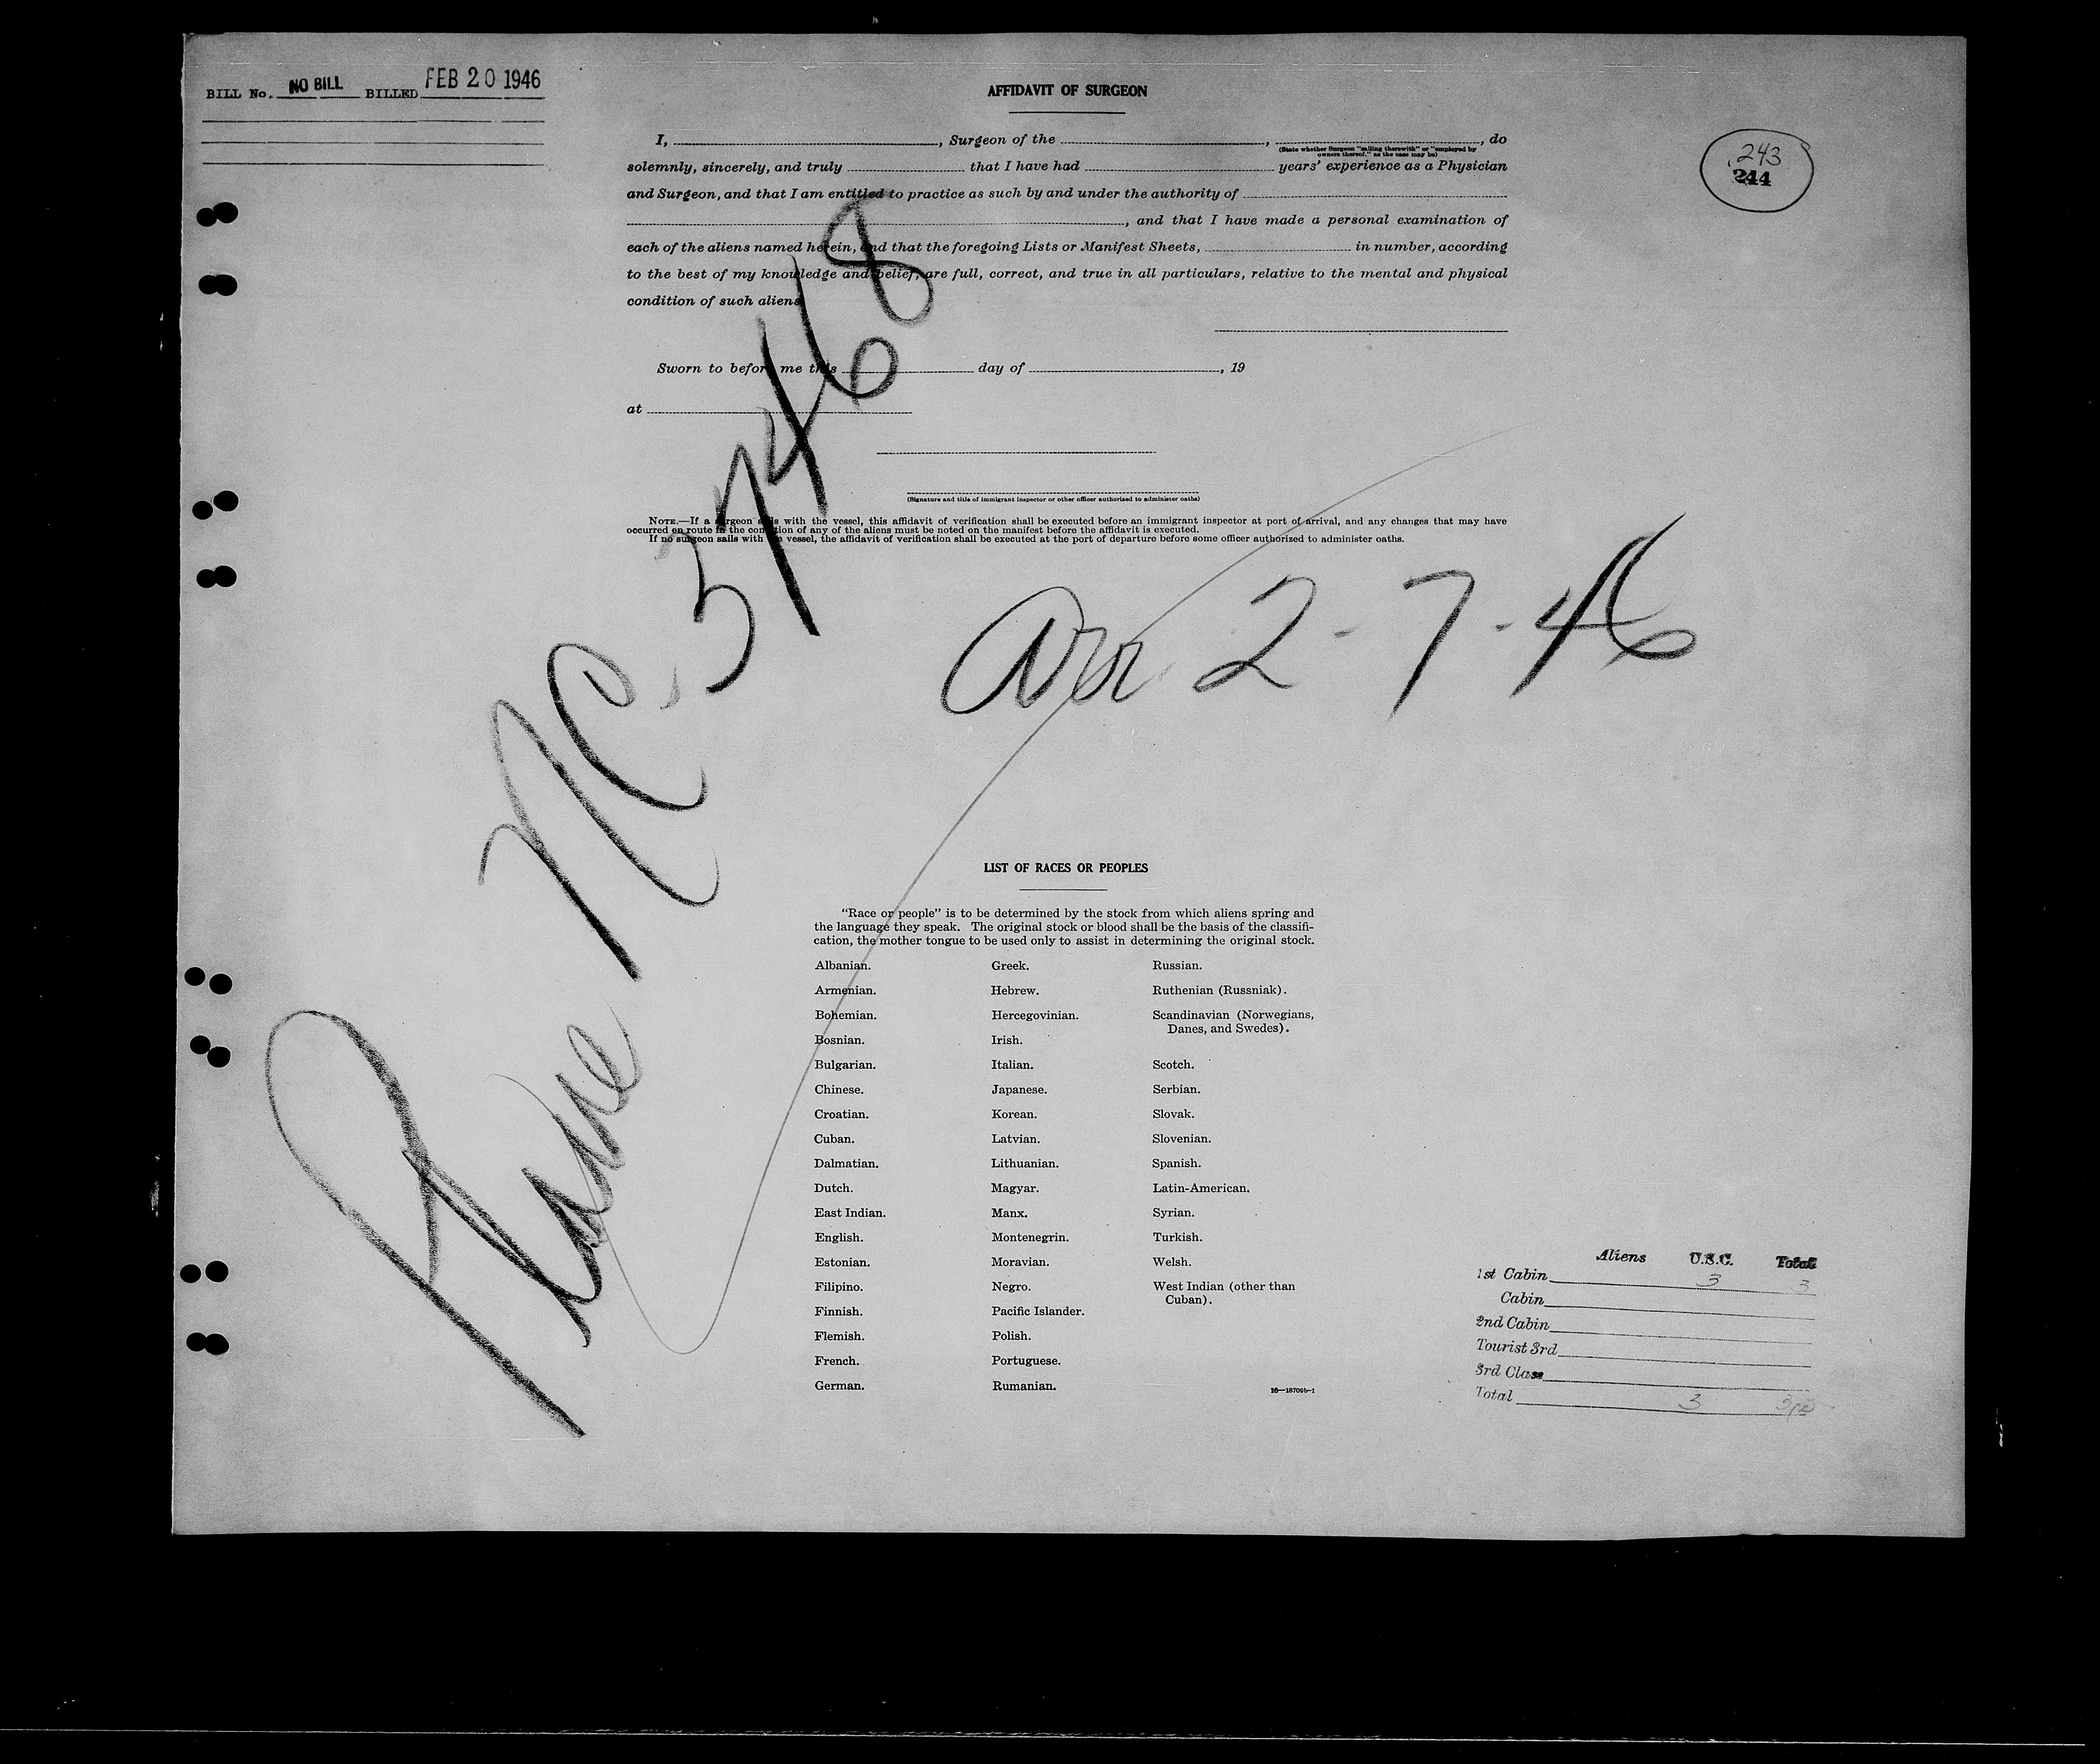 BILL No. NO BILL BILLED FEB 20 1946
AFFIDAVIT OF SURGEON
243
244
I, , Surgeon of the , , do
(State whether Surgeon "sailing therewith" or "employed by
owners thereof," as the case may be)
solemnly, sincerely, and truly that I have had years' experience as a Physician
and Surgeon, and that I am entitled to practice as such by and under the authority of
, and that I have made a personal examination of
each of the aliens named herein, and that the foregoing Lists or Manifest Sheets, in number, according
to the best of my knowledge and belief, are full, correct, and true in all particulars, relative to the mental and physical
condition of such aliens
Sworn to before me this day of , 19
at
(Signature and title of immigrant inspector or other officer authorized to administer oaths)
NOTE.—If a surgeon sails with the vessel, this affidavit of verification shall be executed before an immigrant inspector at port of arrival, and any changes that may have
occurred en route in the condition of any of the aliens must be noted on the manifest before the affidavit is executed.
If no surgeon sails with the vessel, the affidavit of verification shall be executed at the port of departure before some officer authorized to administer oaths.
Plane NC. 37468
Arr 2-7-46
LIST OF RACES OR PEOPLES
"Race or people" is to be determined by the stock from which aliens spring and
the language they speak. The original stock or blood shall be the basis of the classifi-
cation, the mother tongue to be used only to assist in determining the original stock.
Albanian.
Armenian.
Bohemian.
Bosnian.
Bulgarian.
Chinese.
Croatian.
Cuban.
Dalmatian.
Dutch.
East Indian.
English.
Estonian.
Filipino.
Finnish.
Flemish.
French.
German.
Greek.
Hebrew.
Hercegovinian.
Irish.
Italian.
Japanese.
Korean.
Latvian.
Lithuanian.
Magyar.
Manx.
Montenegrin.
Moravian.
Negro.
Pacific Islander.
Polish.
Portuguese.
Rumanian.
Russian.
Ruthenian (Russniak).
Scandinavian (Norwegians,
Danes, and Swedes).
Scotch.
Serbian.
Slovak.
Slovenian.
Spanish.
Latin-American.
Syrian.
Turkish.
Welsh.
West Indian (other than
Cuban).
16—18709b-1
Aliens U.S.C. Total
1st Cabin 3 3
Cabin
2nd Cabin
Tourist 3rd
3rd Class
Total 3